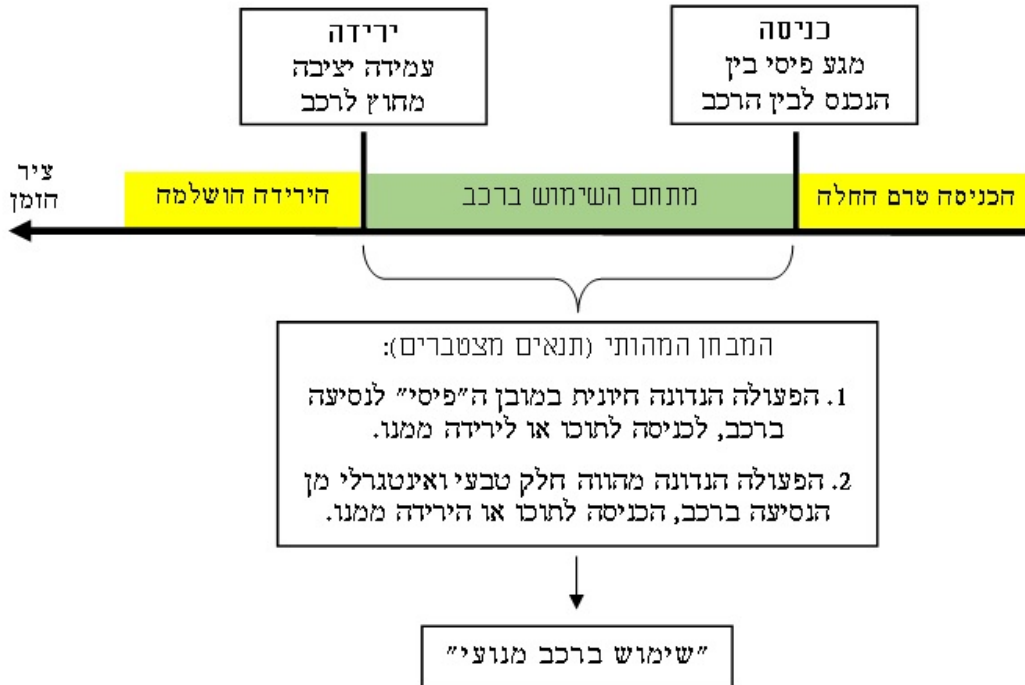 כניסה
מגע פיסי בין
הנכנס לבין הרכב
ירידה
עמידה יציבה
מחוץ לרכב
הכניסה טרם החלה
מתחם השימוש ברכב
הירידה הושלמה
ציר
הזמן
המבחן המהותי (תנאים מצטברים):
1. הפעולה הנדונה חיונית במובן ה"פיסי" לנסיעה
ברכב, לכניסה לתוכו או לירידה ממנו.
2. הפעולה הנדונה מהווה חלק טבעי ואינטגרלי מן
הנסיעה ברכב, הכניסה לתוכו או הירידה ממנו.
"שימוש ברכב מנועי"